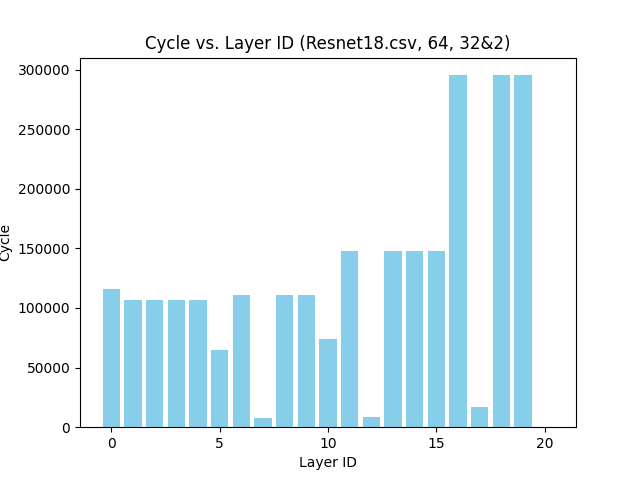 Cycle vs. Layer ID (Resnet18.csv, 64, 32&2)
300000
250000
200000
150000
100000
50000
0
Cycle
0 5 10 15 20
Layer ID